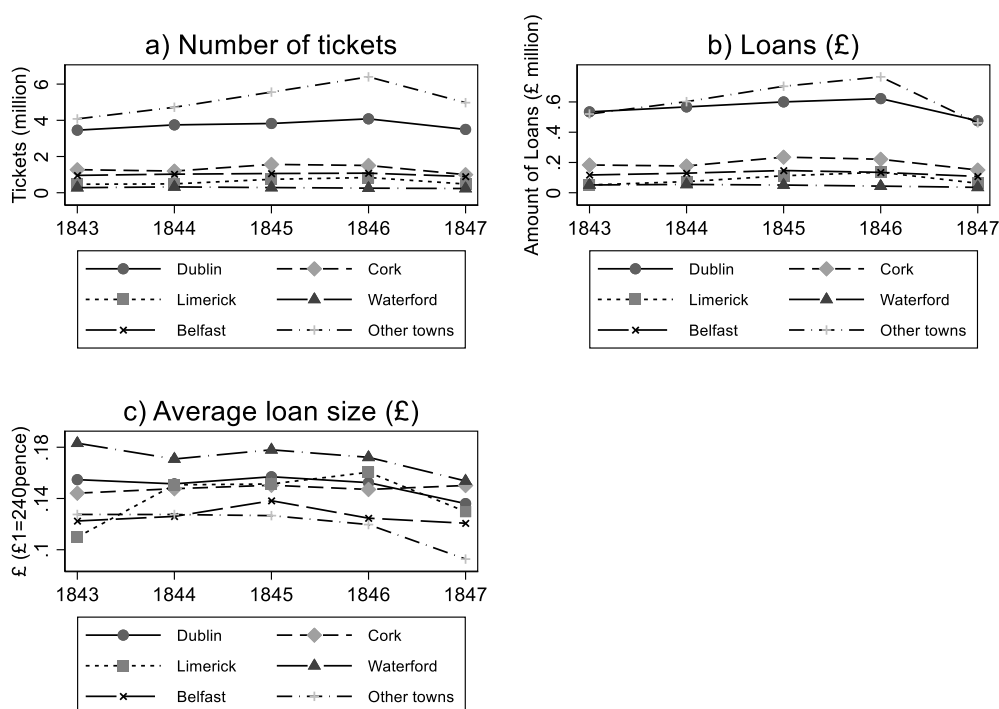 a) Number of tickets
Tickets (million)
6
4
2
0
1843 1844 1845 1846 1847
Dublin Cork
Limerick Waterford
Belfast Other towns
b) Loans (£)
Amount of Loans (£ million)
.6
.4
.2
0
1843 1844 1845 1846 1847
Dublin Cork
Limerick Waterford
Belfast Other towns
c) Average loan size (£)
£ (£1=240pence)
.18
.14
.1
1843 1844 1845 1846 1847
Dublin Cork
Limerick Waterford
Belfast Other towns